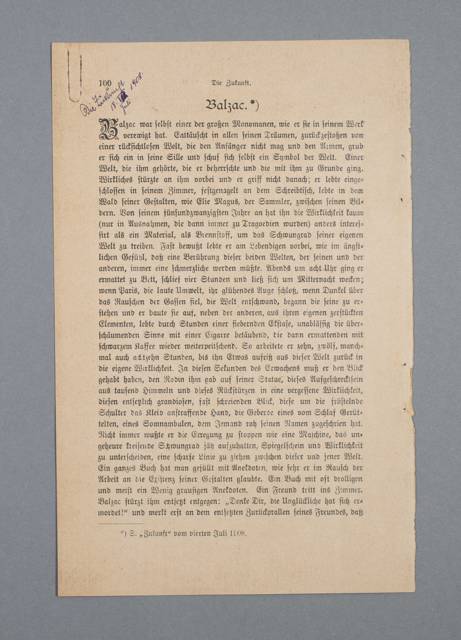 100
Die Zukunft.
„Die Zukunft"
18. VII 1908
Juli
Balzac.*)
Balzac war selbst einer der großen Monomanen, wie er sie in seinem Werk
verewigt hat. Enttäuscht in allen seinen Träumen, zurückgestoßen von
einer rücksichtlosen Welt, die den Anfänger nicht mag und den Armen, grub
er sich ein in seine Stille und schuf sich selbst ein Symbol der Welt. Einer
Welt, die ihm gehörte, die er beherrschte und die mit ihm zu Grunde ging.
Wirkliches stürzte an ihm vorbei und er griff nicht danach; er lebte einge-
schlossen in seinem Zimmer, festgenagelt an dem Schreibtisch, lebte in dem
Wald seiner Gestalten, wie Elie Magus, der Sammler, zwischen seinen Bil-
dern. Von seinem fünfundzwanzigsten Jahre an hat ihn die Wirklichkeit kaum
(nur in Ausnahmen, die dann immer zu Tragoedien wurden) anders interes-
sirt als ein Material, als Brennstoff, um das Schwungrad seiner eigenen
Welt zu treiben. Fast bewußt lebte er am Lebendigen vorbei, wie im ängst-
lichen Gefühl, daß eine Berührung dieser beiden Welten, der seinen und der
anderen, immer eine schmerzliche werden müßte. Abends um acht Uhr ging er
ermattet zu Bett, schlief vier Stunden und ließ sich um Mitternacht wecken;
wenn Paris, die laute Umwelt, ihr glühendes Auge schloß, wenn Dunkel über
das Rauschen der Gassen fiel, die Welt entschwand, begann die seine zu er-
stehen und er baute sie auf, neben der anderen, aus ihren eigenen zerstückten
Elementen, lebte durch Stunden einer fiebernden Ekstase, unablässig die über-
schäumenden Sinne mit einer Cigarre betäubend, die dann ermattenden mit
schwarzem Kaffee wieder weiterpeitschend. So arbeitete er zehn, zwölf, manch-
mal auch achtzehn Stunden, bis ihn Etwas aufriß aus dieser Welt zurück in
die eigene Wirklichkeit. In diesen Sekunden des Erwachens muß er den Blick
gehabt haben, den Rodin ihm gab auf seiner Statue, dieses Aufgeschrecktsein
aus tausend Himmeln und dieses Rückstürzen in eine vergessene Wirklichkeit,
diesen entsetzlich grandiosen, fast schreienden Blick, diese um die fröstelnde
Schulter das Kleid anstraffende Hand, die Geberde eines vom Schlaf Gerüt-
telten, eines Somnambulen, dem Jemand roh seinen Namen zugeschrien hat.
Nicht immer wußte er die Erregung zu stoppen wie eine Maschine, das un-
geheure kreisende Schwungrad jäh aufzuhalten, Spiegelschein und Wirklichkeit
zu unterscheiden, eine scharfe Linie zu ziehen zwischen dieser und jener Welt.
Ein ganzes Buch hat man gefüllt mit Anekdoten, wie sehr er im Rausch der
Arbeit an die Existenz seiner Gestalten glaubte. Ein Buch mit oft drolligen
und meist ein Wenig grausigen Anekdoten. Ein Freund tritt ins Zimmer.
Balzac stürzt ihm entsetzt entgegen: „Denke Dir, die Unglückliche hat sich er-
mordet!" und merkt erst an dem entsetzten Zurückprallen seines Freundes, daß
*) S. „Zukunft" vom vierten Juli 1908.